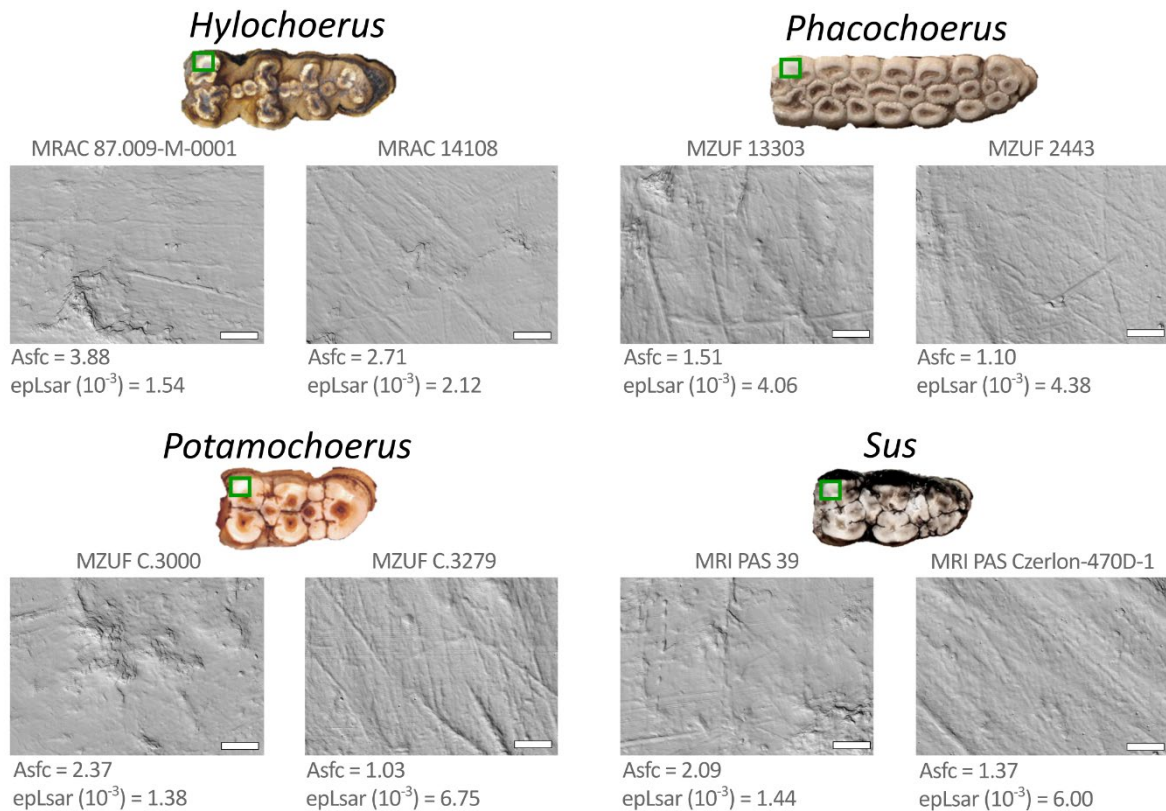 Hylochoerus
Phacochoerus
MRAC 87.009-M-0001
MRAC 14108
MZUF 13303
MZUF 2443
Asfc = 3.88
epLsar (10⁻³) = 1.54
Asfc = 2.71
epLsar (10⁻³) = 2.12
Asfc = 1.51
epLsar (10⁻³) = 4.06
Asfc = 1.10
epLsar (10⁻³) = 4.38
Potamochoerus
Sus
MZUF C.3000
MZUF C.3279
MRI PAS 39
MRI PAS Czerlon-470D-1
Asfc = 2.37
epLsar (10⁻³) = 1.38
Asfc = 1.03
epLsar (10⁻³) = 6.75
Asfc = 2.09
epLsar (10⁻³) = 1.44
Asfc = 1.37
epLsar (10⁻³) = 6.00